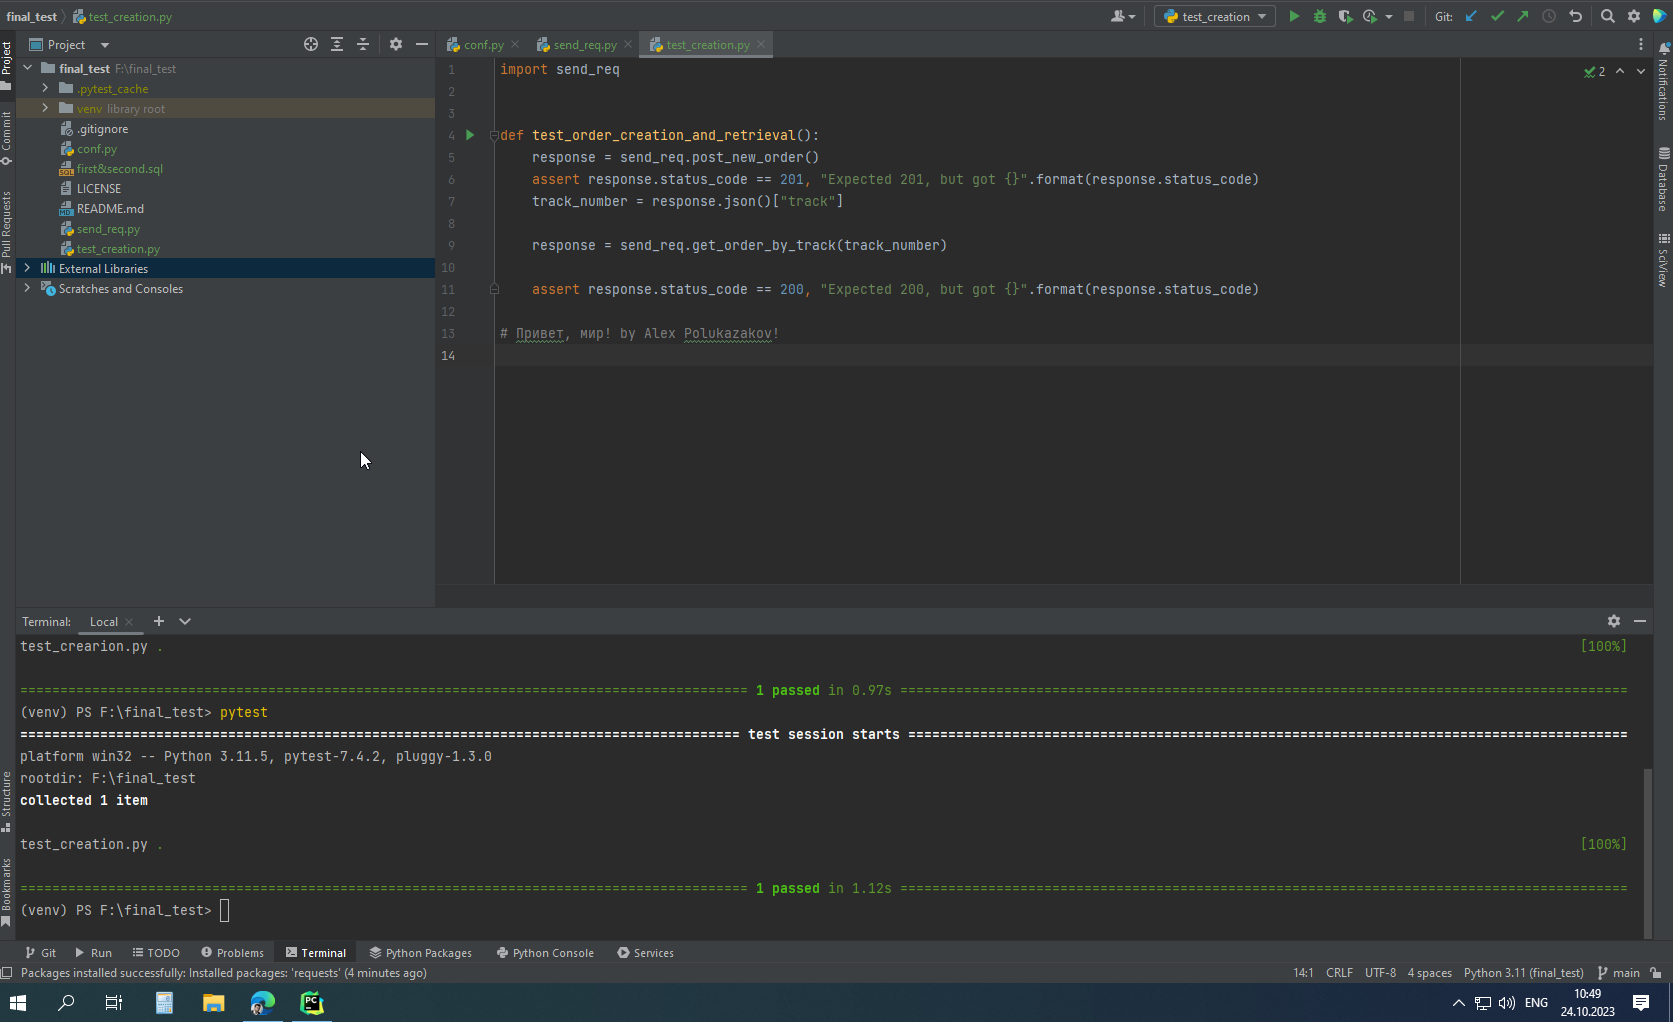 final_test > test_creation.py
test_creation
Git:
Project
conf.py
send_req.py
test_creation.py
final_test F:\final_test
.pytest_cache
venv library root
.gitignore
conf.py
first&second.sql
LICENSE
README.md
send_req.py
test_creation.py
External Libraries
Scratches and Consoles
Project
Commit
Pull Requests
Structure
Bookmarks
1 import send_req
2
3
4 def test_order_creation_and_retrieval():
5 response = send_req.post_new_order()
6 assert response.status_code == 201, "Expected 201, but got {}".format(response.status_code)
7 track_number = response.json()["track"]
8
9 response = send_req.get_order_by_track(track_number)
10
11 assert response.status_code == 200, "Expected 200, but got {}".format(response.status_code)
12
13 # Привет, мир! by Alex Polukazakov!
14
2
Notifications
Database
SciView
Terminal: Local
test_crearion.py . [100%]
=========================================================================================== 1 passed in 0.97s ===========================================================================================
(venv) PS F:\final_test> pytest
========================================================================================== test session starts ==========================================================================================
platform win32 -- Python 3.11.5, pytest-7.4.2, pluggy-1.3.0
rootdir: F:\final_test
collected 1 item
test_creation.py . [100%]
=========================================================================================== 1 passed in 1.12s ===========================================================================================
(venv) PS F:\final_test>
Git Run TODO Problems Terminal Python Packages Python Console Services
Packages installed successfully: Installed packages: 'requests' (4 minutes ago)
14:1 CRLF UTF-8 4 spaces Python 3.11 (final_test) main
PC
ENG
10:49
24.10.2023